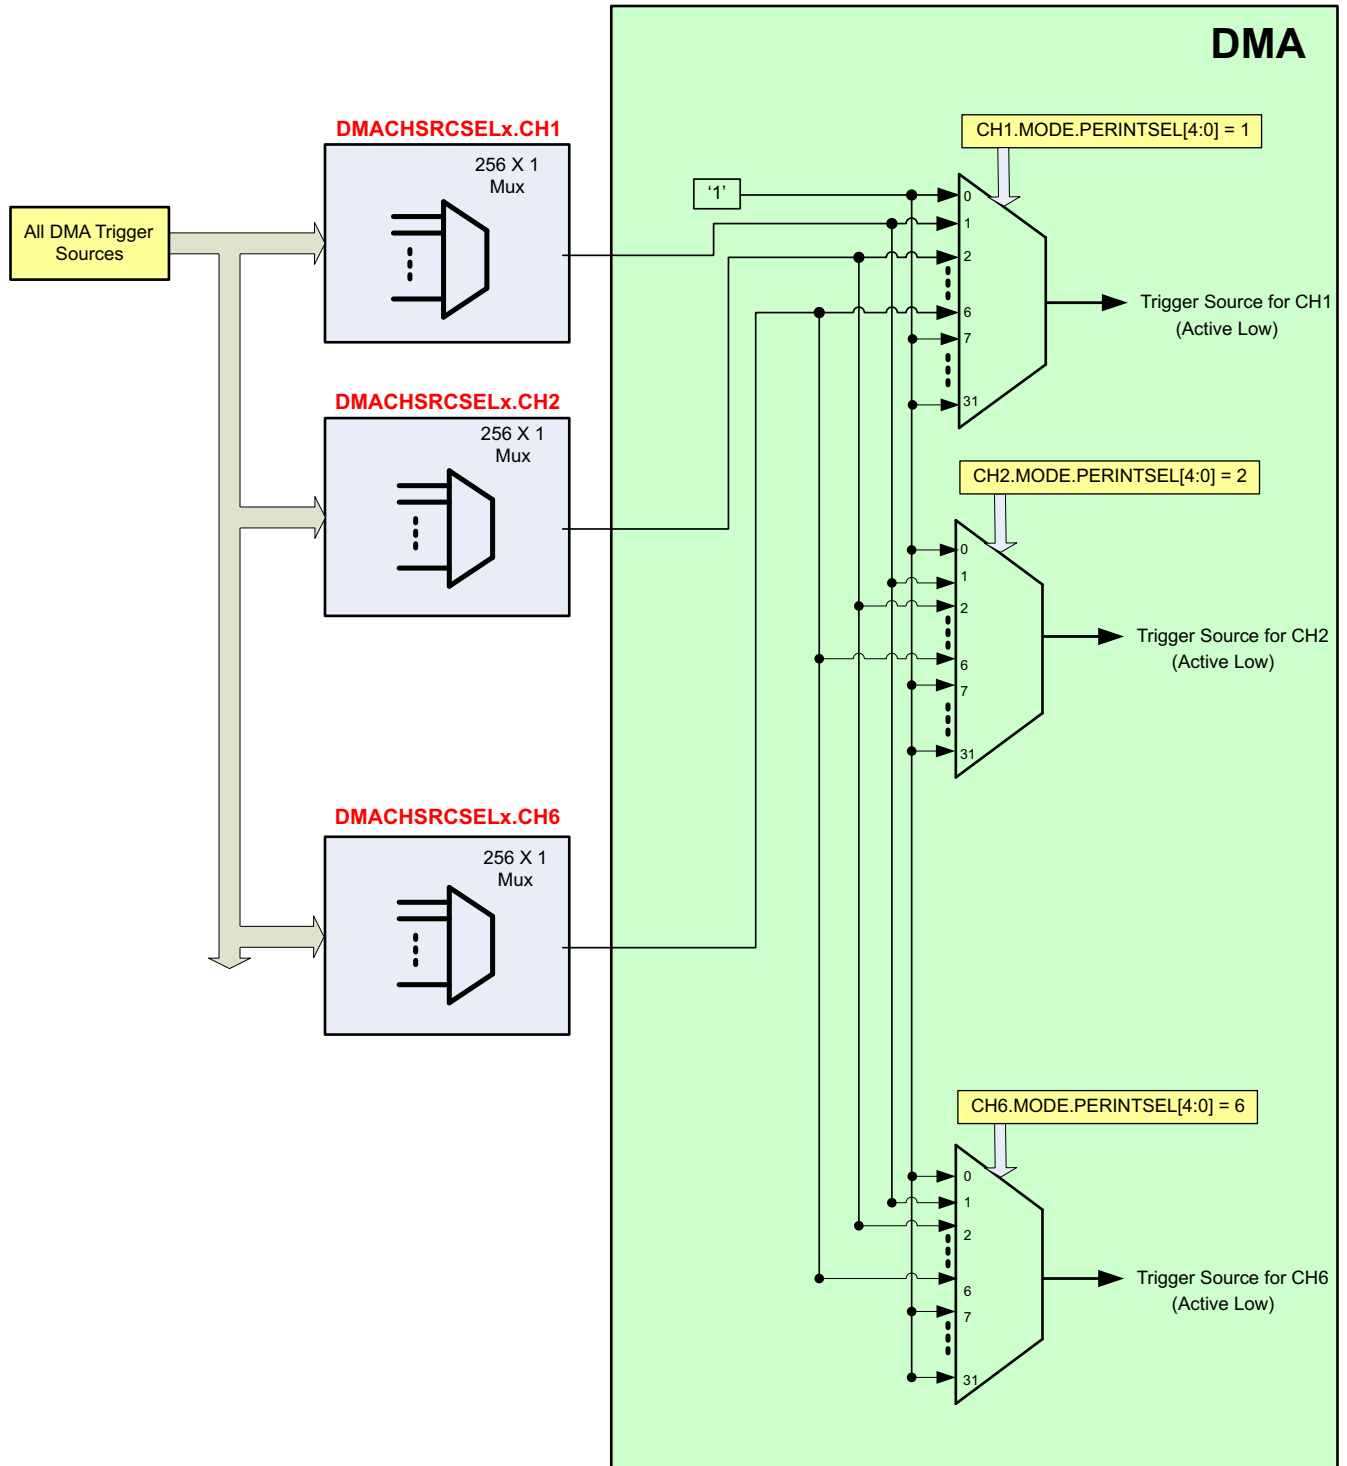 DMA
DMACHSRCSELx.CH1
256 X 1
Mux
All DMA Trigger
Sources
CH1.MODE.PERINTSEL[4:0] = 1
‘1’
0
1
2
6
7
31
Trigger Source for CH1
(Active Low)
DMACHSRCSELx.CH2
256 X 1
Mux
CH2.MODE.PERINTSEL[4:0] = 2
0
1
2
6
7
31
Trigger Source for CH2
(Active Low)
DMACHSRCSELx.CH6
256 X 1
Mux
CH6.MODE.PERINTSEL[4:0] = 6
0
1
2
6
7
31
Trigger Source for CH6
(Active Low)